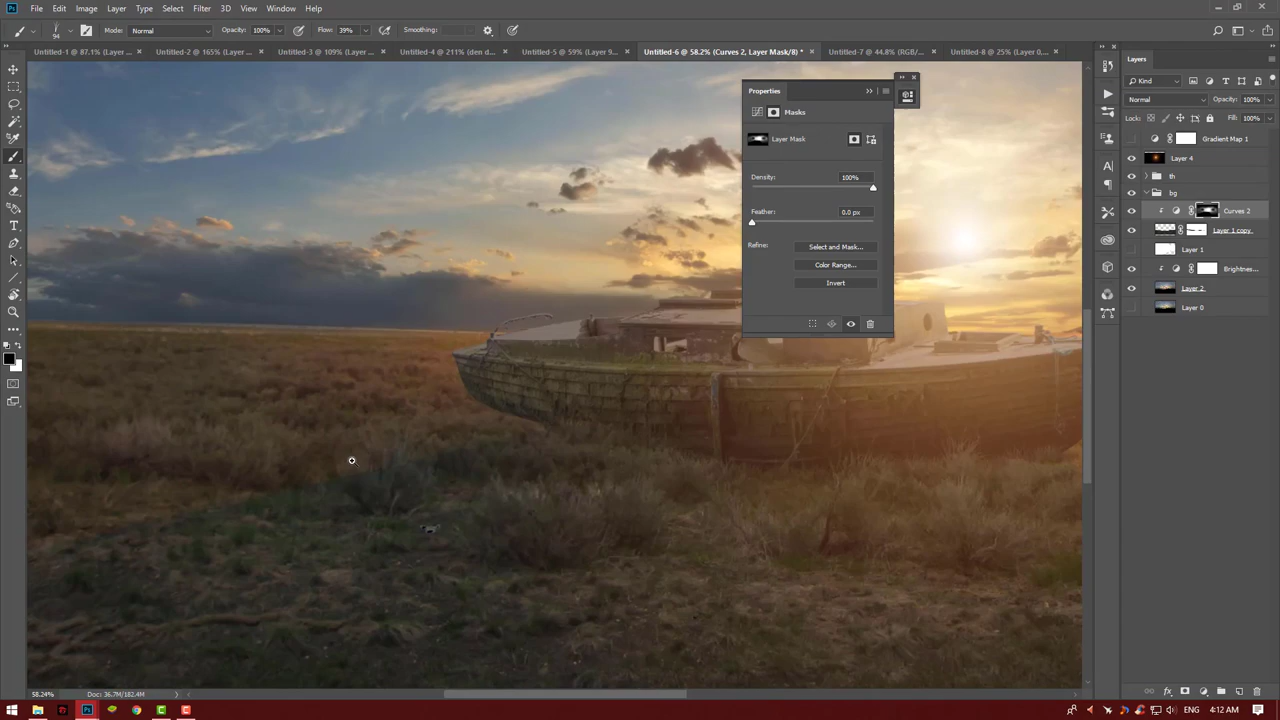 Ps File Edit Image Layer Type Select Filter 3D View Window Help
94 Mode: Normal Opacity: 100% Flow: 39% Smoothing:
Untitled-1 @ 87.1% (Layer ... × Untitled-2 @ 165% (Layer ... × Untitled-3 @ 109% (Layer... × Untitled-4 @ 211% (den d... × Untitled-5 @ 59% (Layer 9... × Untitled-6 @ 58.2% (Curves 2, Layer Mask/8) * × Untitled-7 @ 44.8% (RGB/... × Untitled-8 @ 25% (Layer 0,... ×
Layers
Kind
Normal Opacity: 100%
Lock: Fill: 100%
Gradient Map 1
Layer 4
th
bg
Curves 2
Layer 1 copy
Layer 1
Brightnes...
Layer 2
Layer 0
Properties
Masks
Layer Mask
Density: 100%
Feather: 0.0 px
Refine: Select and Mask...
Color Range...
Invert
58.24% Doc: 36.7M/182.4M
Ps ENG 4:12 AM